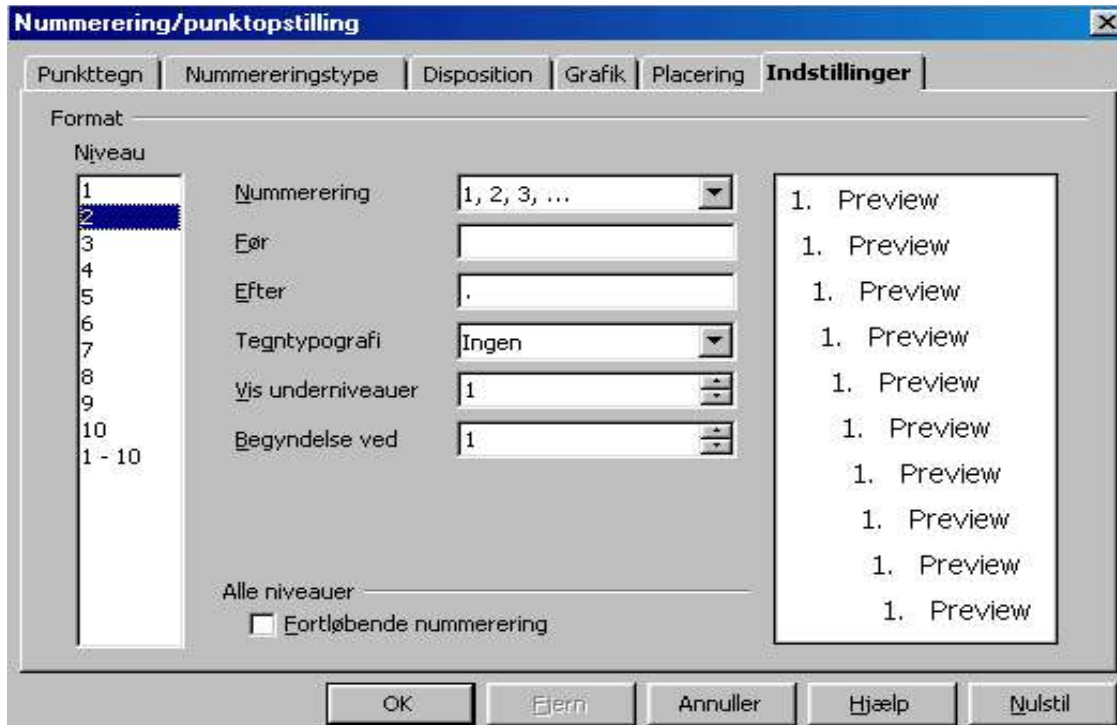 Nummerering/punktopstilling
Punkttegn Nummereringstype Disposition Grafik Placering Indstillinger
Format
Niveau
1
2
3
4
5
6
7
8
9
10
1 - 10
Nummerering 1, 2, 3, ...
Før
Efter .
Tegntypografi Ingen
Vis underniveauer 1
Begyndelse ved 1
Alle niveauer
Fortløbende nummerering
1. Preview
1. Preview
1. Preview
1. Preview
1. Preview
1. Preview
1. Preview
1. Preview
1. Preview
1. Preview
OK Fjern Annuller Hjælp Nulstil